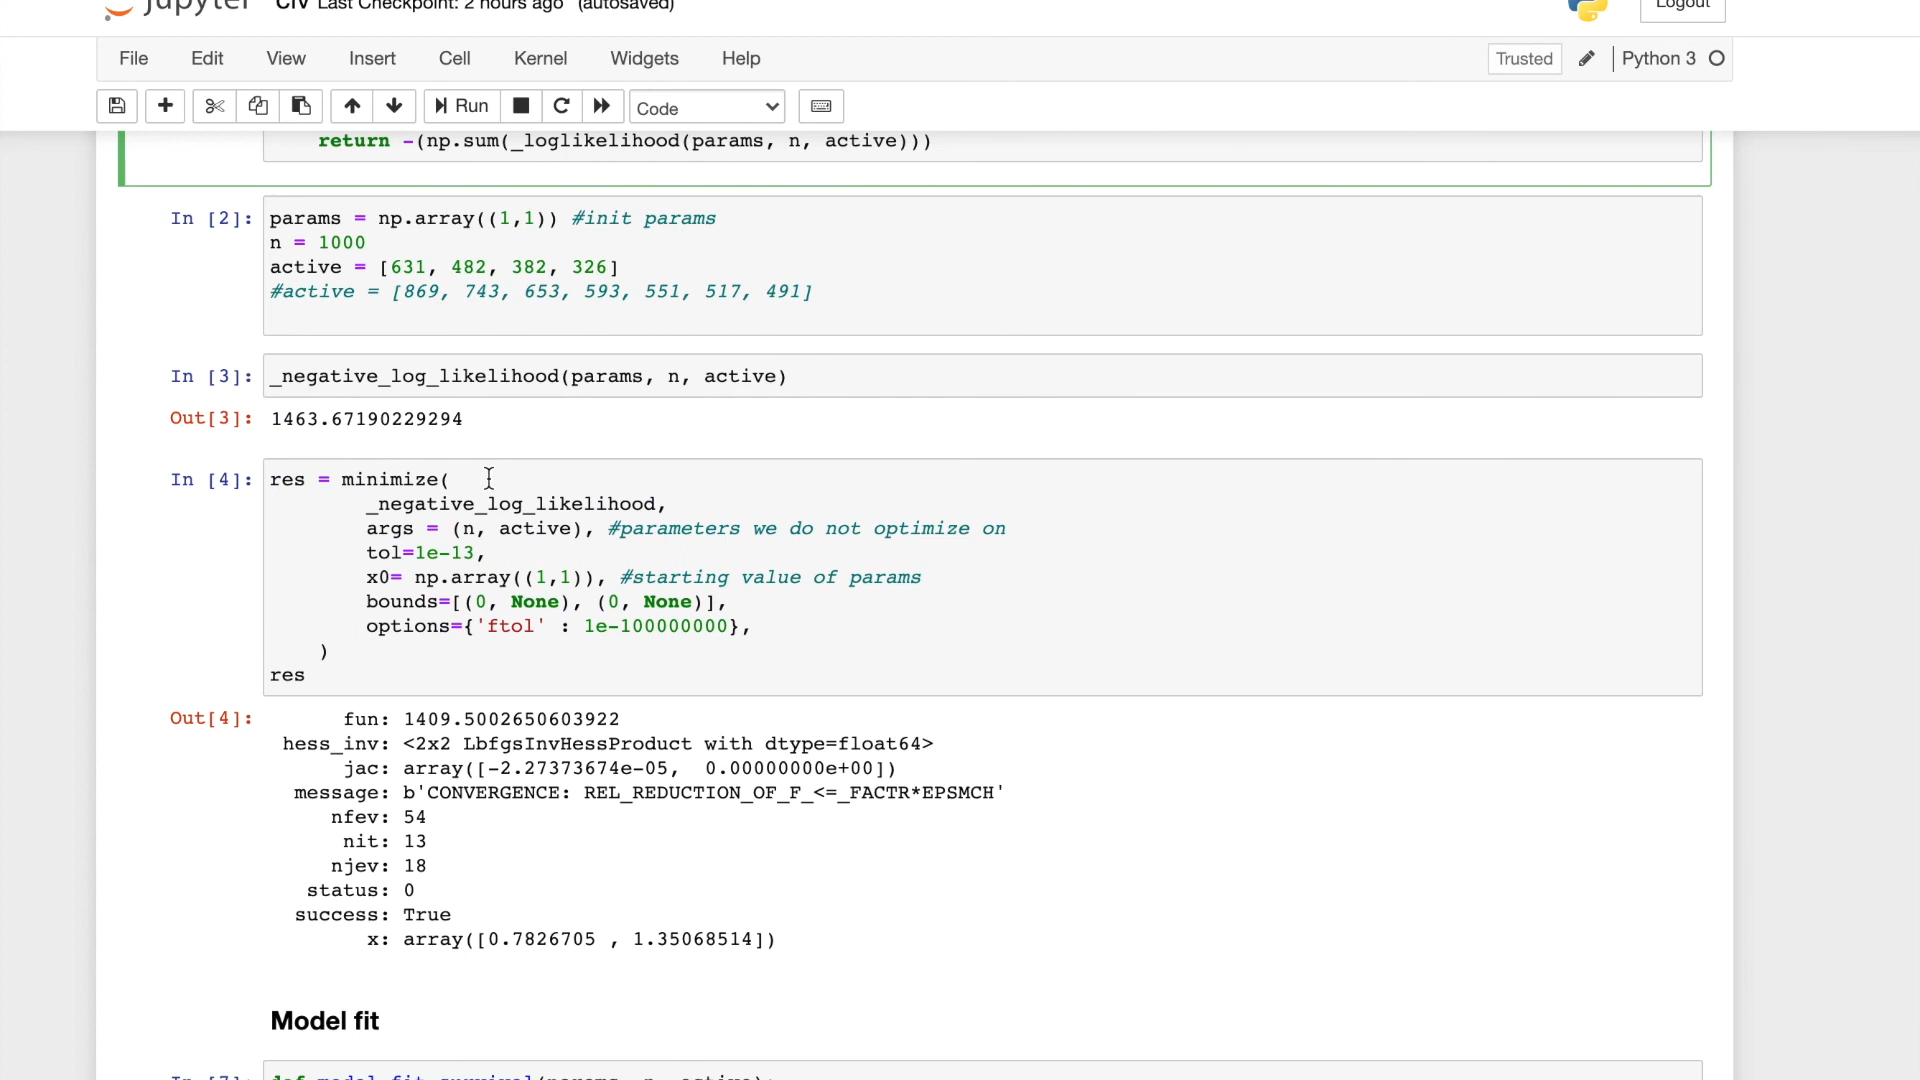 jupyter CIV Last Checkpoint: 2 hours ago (autosaved) Logout
File Edit View Insert Cell Kernel Widgets Help Trusted Python 3
Run Code
return -(np.sum(_loglikelihood(params, n, active)))
In [2]: params = np.array((1,1)) #init params
n = 1000
active = [631, 482, 382, 326]
#active = [869, 743, 653, 593, 551, 517, 491]
In [3]: _negative_log_likelihood(params, n, active)
Out[3]: 1463.67190229294
In [4]: res = minimize(
_negative_log_likelihood,
args = (n, active), #parameters we do not optimize on
tol=1e-13,
x0= np.array((1,1)), #starting value of params
bounds=[(0, None), (0, None)],
options={'ftol' : 1e-100000000},
)
res
Out[4]: fun: 1409.5002650603922
hess_inv: <2x2 LbfgsInvHessProduct with dtype=float64>
jac: array([-2.27373674e-05, 0.00000000e+00])
message: b'CONVERGENCE: REL_REDUCTION_OF_F_<=_FACTR*EPSMCH'
nfev: 54
nit: 13
njev: 18
status: 0
success: True
x: array([0.7826705 , 1.35068514])
Model fit
In [7]: def model_fit_survival(params, n, active):